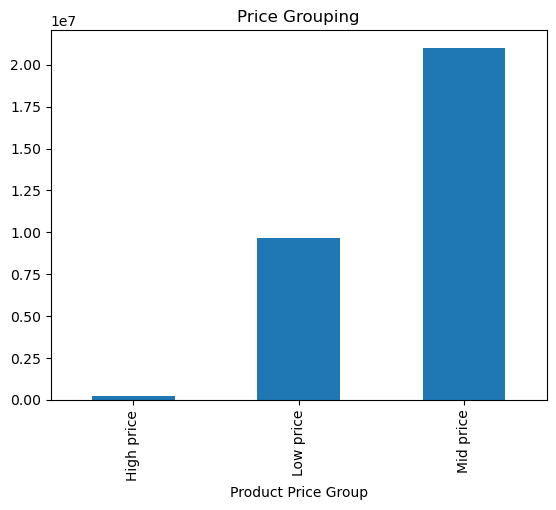 Price Grouping
1e7
2.00
1.75
1.50
1.25
1.00
0.75
0.50
0.25
0.00
High price
Low price
Mid price
Product Price Group